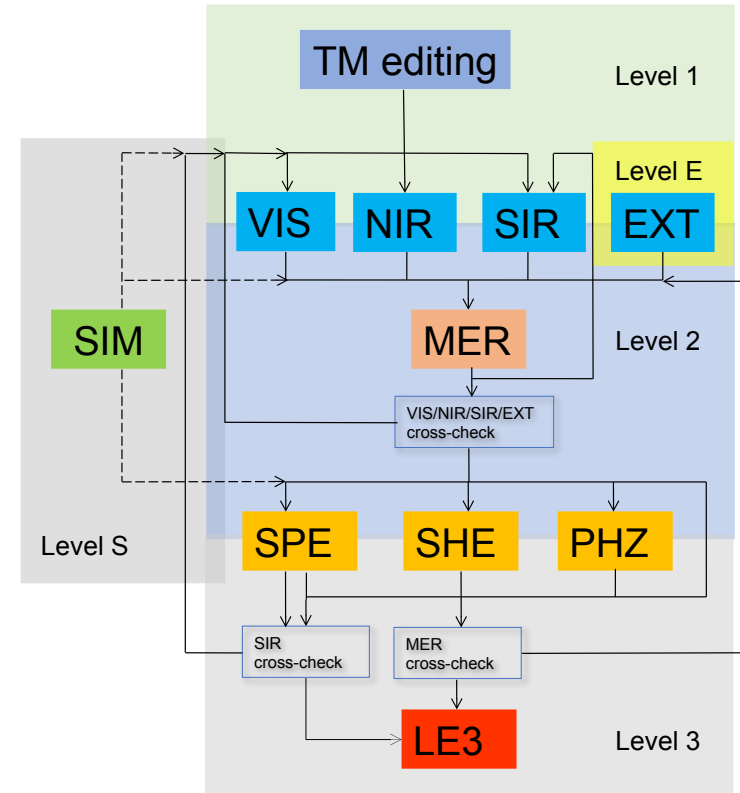 TM editing
Level 1
Level E
VIS
NIR
SIR
EXT
SIM
MER
Level 2
VIS/NIR/SIR/EXT
cross-check
SPE
SHE
PHZ
Level S
SIR
cross-check
MER
cross-check
LE3
Level 3